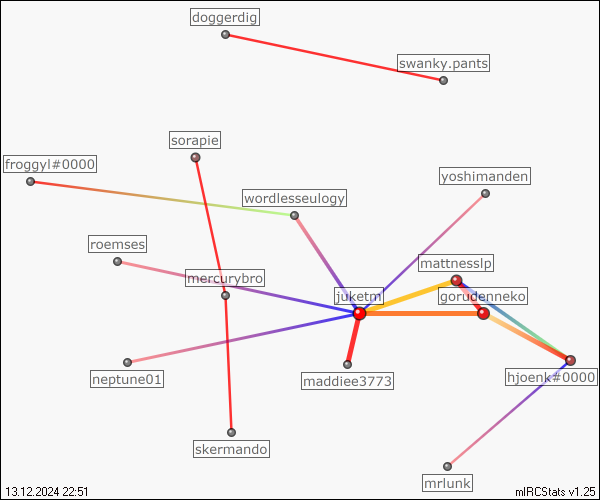 doggerdig
swanky.pants
sorapie
froggyl#0000
yoshimanden
wordlesseulogy
roemses
mattnesslp
mercurybro
juketm
gorudenneko
neptune01
maddiee3773
hjoenk#0000
skermando
mrlunk
13.12.2024 22:51
mIRCStats v1.25